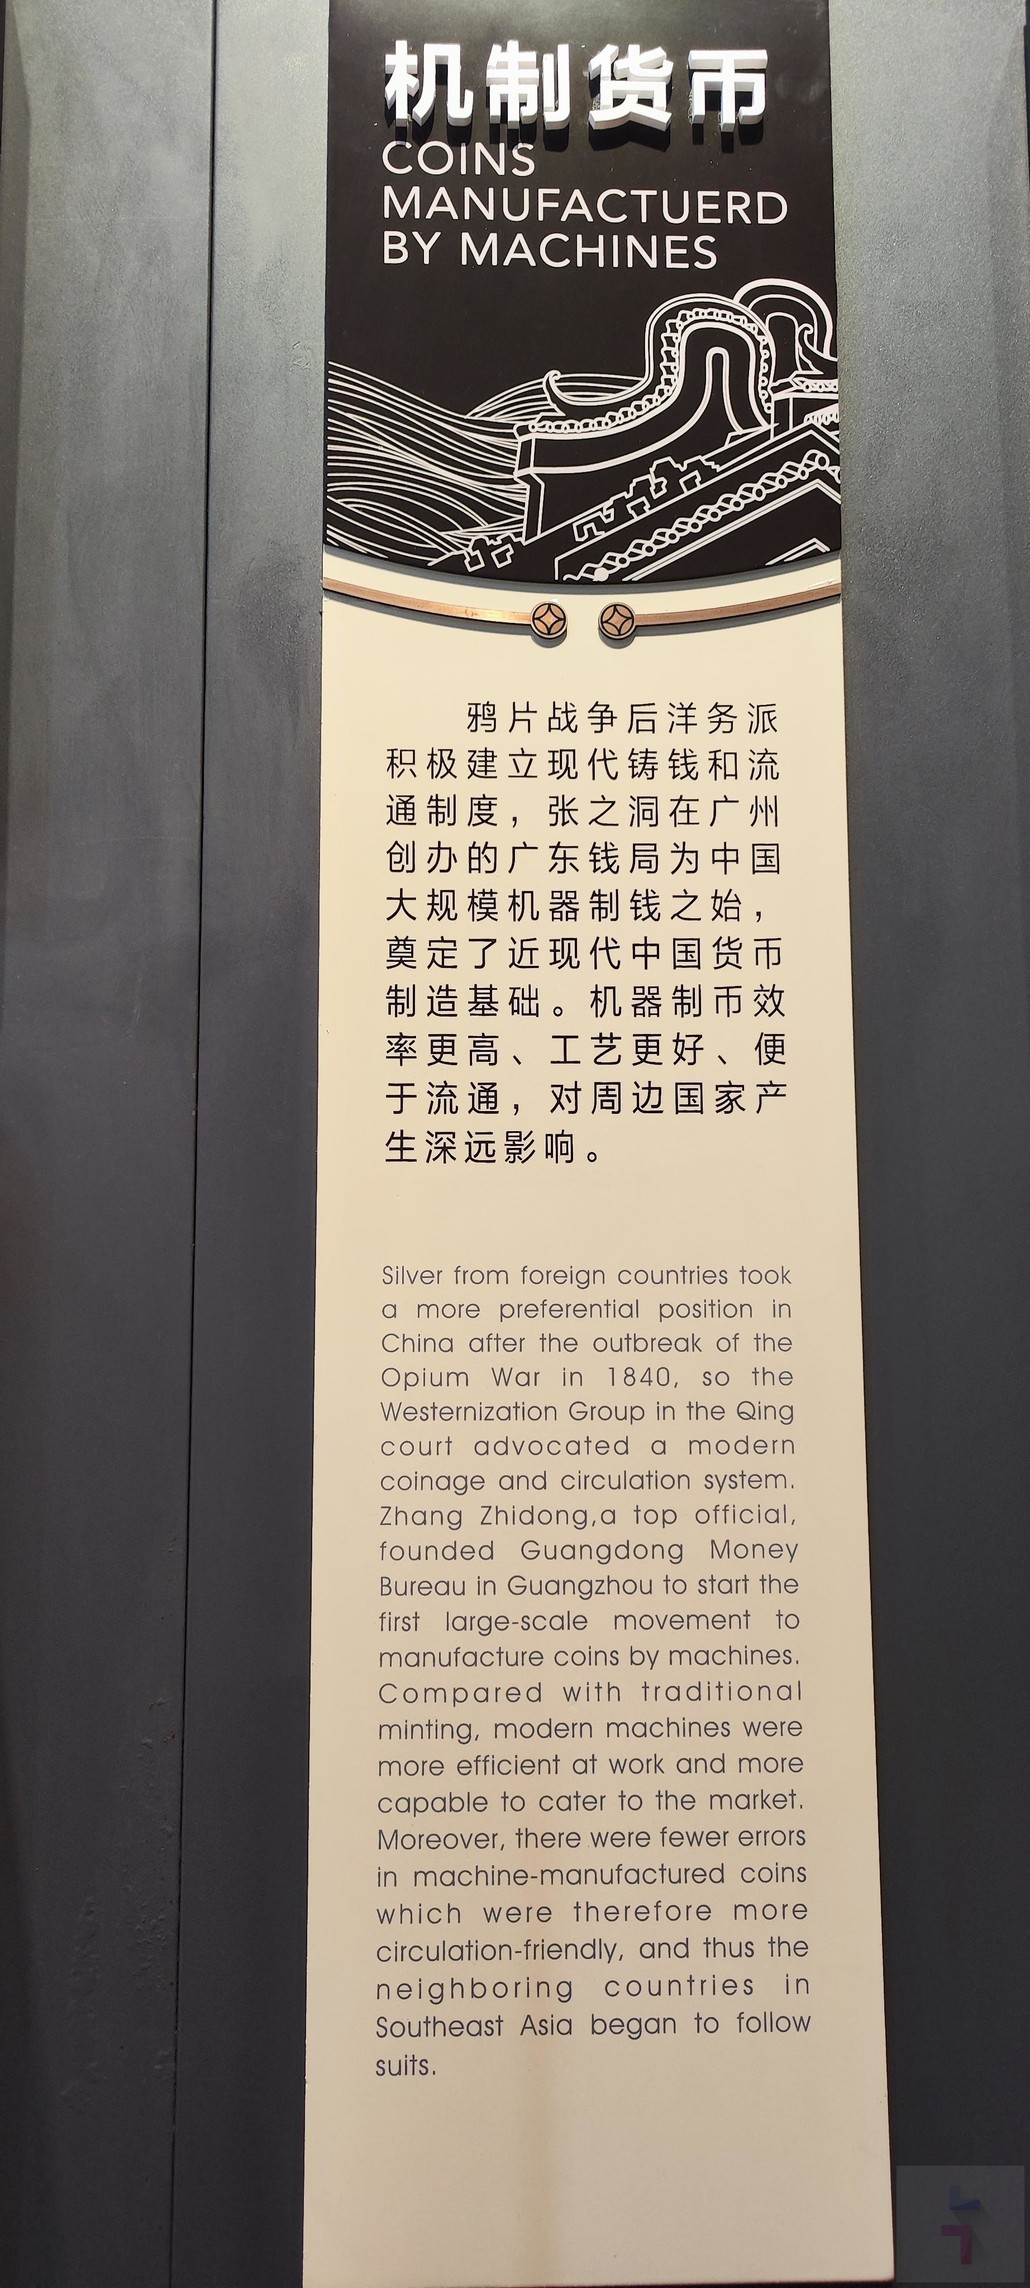 机制货币
COINS
MANUFACTUERD
BY MACHINES
鸦片战争后洋务派
积极建立现代铸钱和流
通制度，张之洞在广州
创办的广东钱局为中国
大规模机器制钱之始，
奠定了近现代中国货币
制造基础。机器制币效
率更高、工艺更好、便
于流通，对周边国家产
生深远影响。
Silver from foreign countries took
a more preferential position in
China after the outbreak of the
Opium War in 1840, so the
Westernization Group in the Qing
court advocated a modern
coinage and circulation system.
Zhang Zhidong,a top official,
founded Guangdong Money
Bureau in Guangzhou to start the
first large-scale movement to
manufacture coins by machines.
Compared with traditional
minting, modern machines were
more efficient at work and more
capable to cater to the market.
Moreover, there were fewer errors
in machine-manufactured coins
which were therefore more
circulation-friendly, and thus the
neighboring countries in
Southeast Asia began to follow
suits.